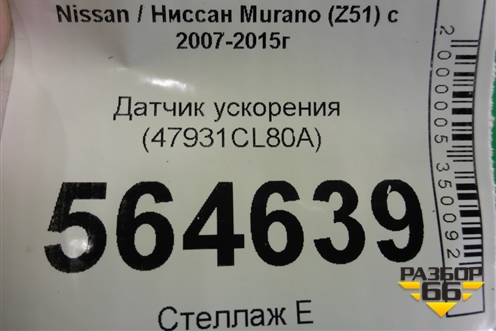 Nissan / Ниссан Murano (Z51) с
2007-2015г
Датчик ускорения
(47931CL80A)
564639
Стеллаж Е
2000005350092
РАЗБОР
66